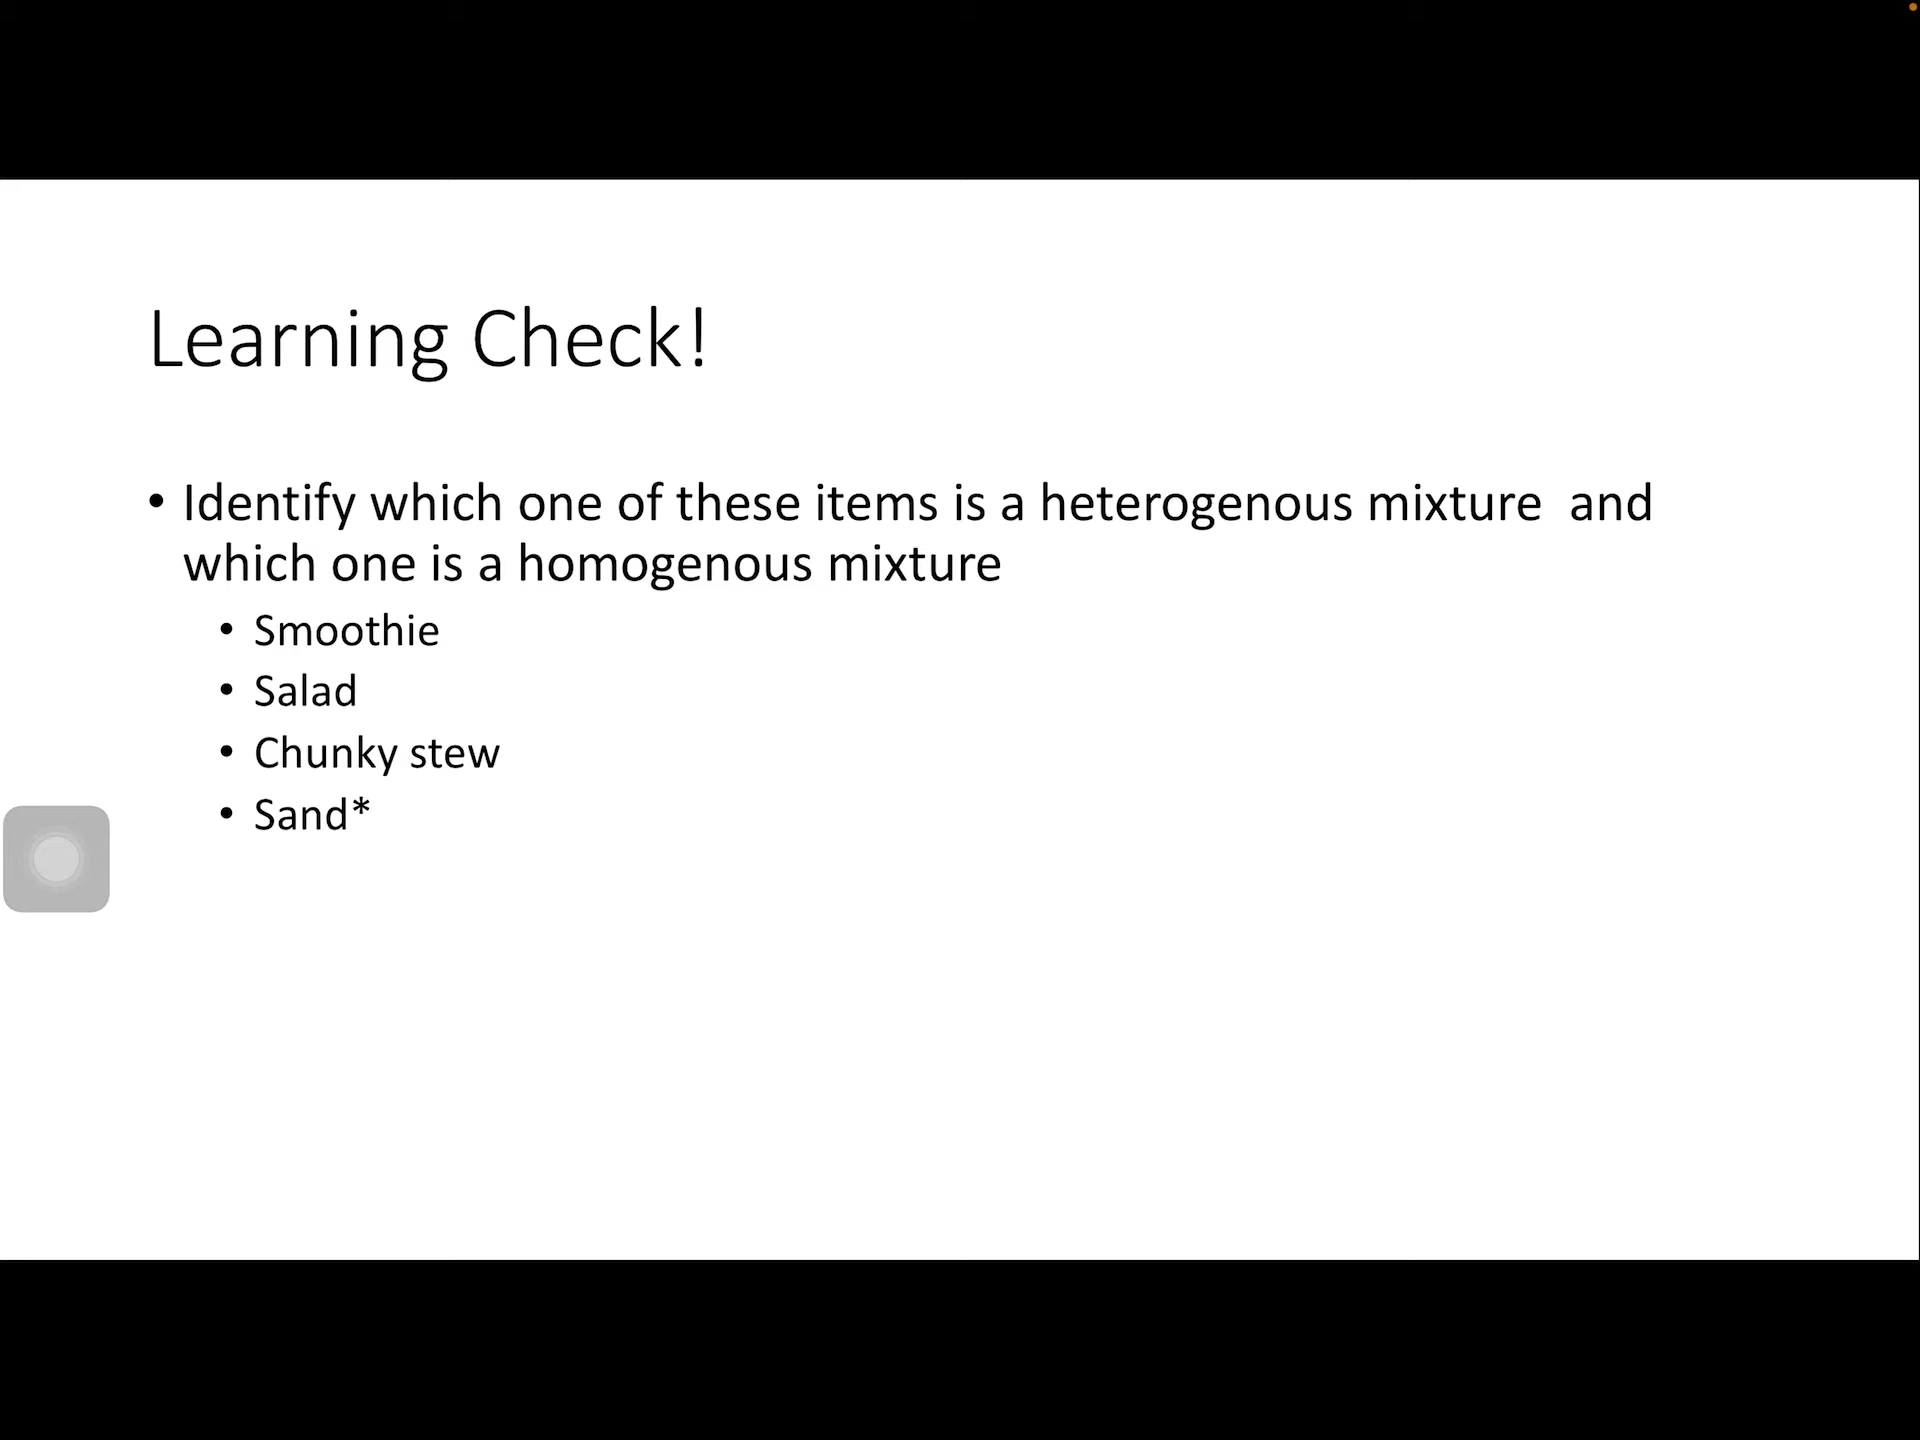 Learning Check!
• Identify which one of these items is a heterogenous mixture  and
which one is a homogenous mixture
• Smoothie
• Salad
• Chunky stew
• Sand*